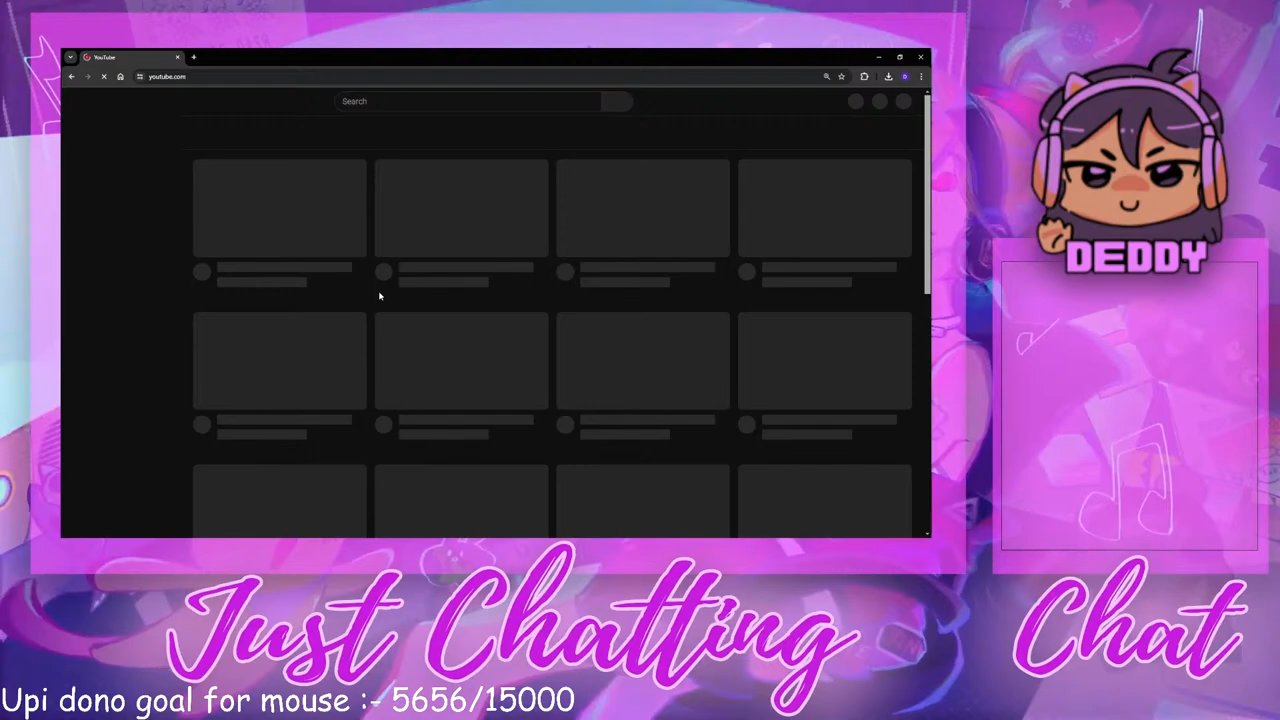 YouTube
youtube.com
Search
DEDDY
Just Chatting
Chat
Upi dono goal for mouse :- 5656/15000